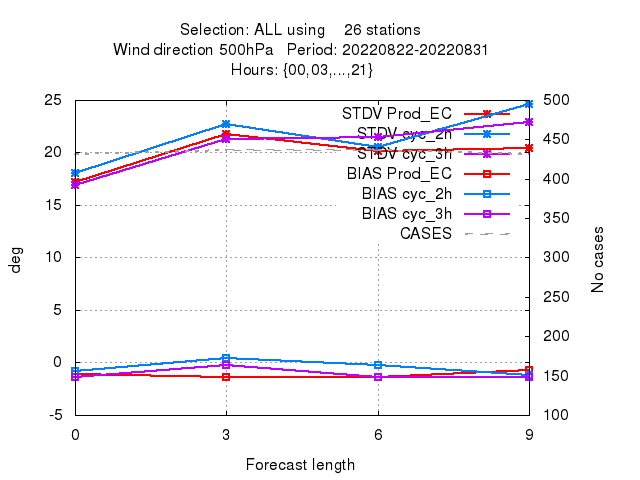 Selection: ALL using 26 stations
Wind direction 500hPa Period: 20220822-20220831
Hours: {00,03,...,21}
25
20
15
10
5
0
-5
500
450
400
350
300
250
200
150
100
STDV Prod_EC
STDV cyc_2h
STDV cyc_3h
BIAS Prod_EC
BIAS cyc_2h
BIAS cyc_3h
CASES
deg
No cases
0 3 6 9
Forecast length